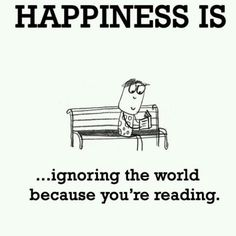 HAPPINESS IS
...ignoring the world
because you're reading.